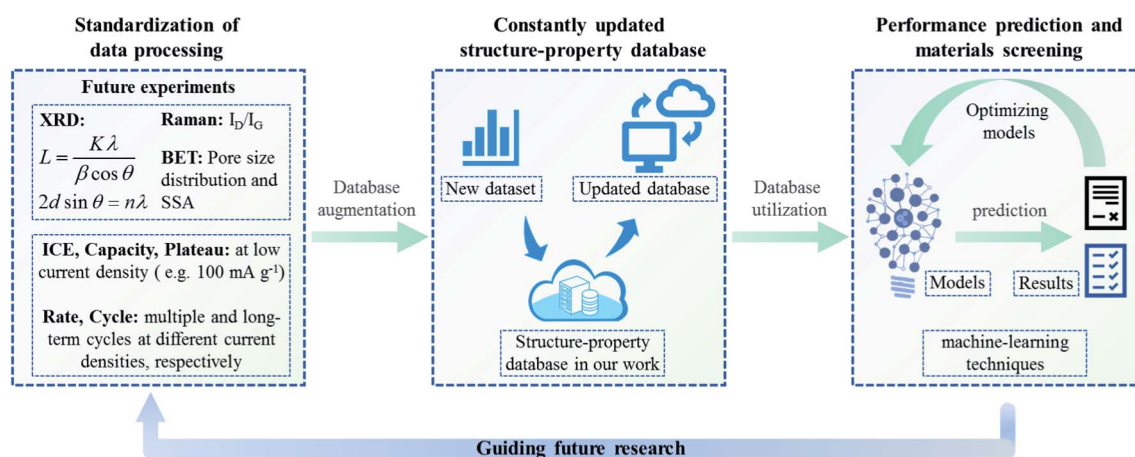 Standardization of
data processing
Future experiments
XRD:
L = Kλ / β cos θ
2d sin θ = nλ
Raman: I_D/I_G
BET: Pore size
distribution and
SSA
ICE, Capacity, Plateau: at low
current density ( e.g. 100 mA g⁻¹)
Rate, Cycle: multiple and long-
term cycles at different current
densities, respectively
Database
augmentation
Constantly updated
structure-property database
New dataset
Updated database
Structure-property
database in our work
Database
utilization
Performance prediction and
materials screening
Optimizing
models
prediction
Models
Results
machine-learning
techniques
Guiding future research